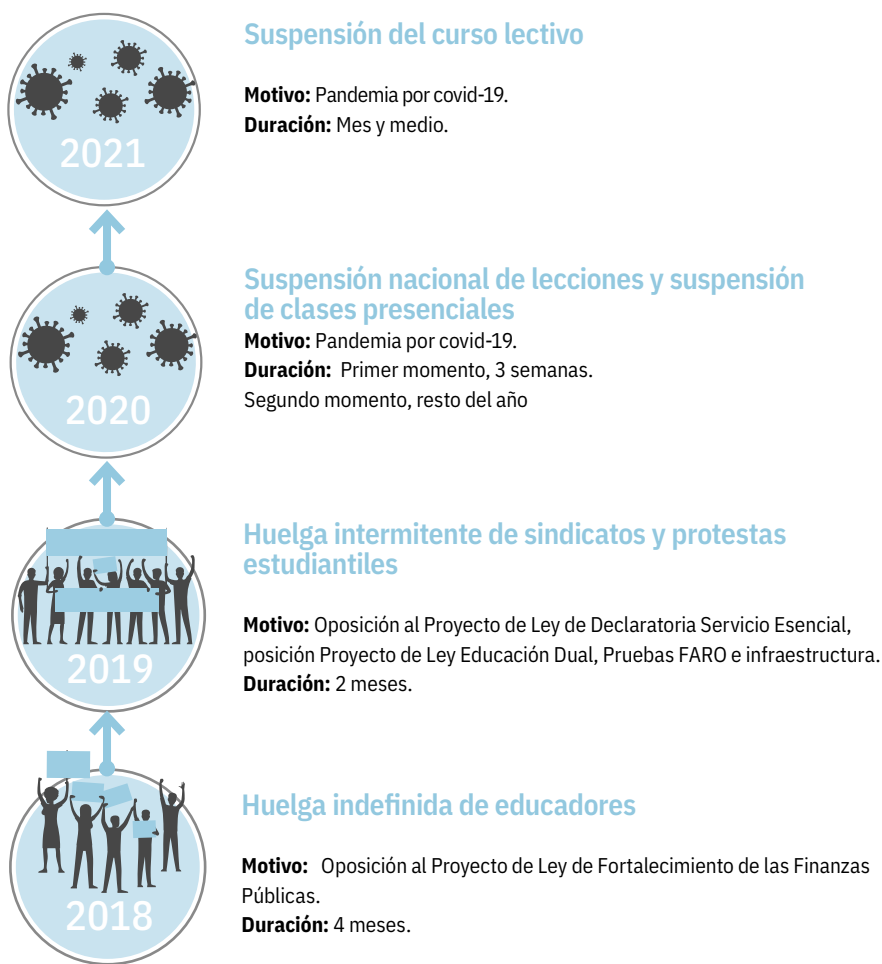 Suspensión del curso lectivo
Motivo: Pandemia por covid-19.
Duración: Mes y medio.
2021
Suspensión nacional de lecciones y suspensión
de clases presenciales
Motivo: Pandemia por covid-19.
Duración: Primer momento, 3 semanas.
Segundo momento, resto del año
2020
Huelga intermitente de sindicatos y protestas
estudiantiles
Motivo: Oposición al Proyecto de Ley de Declaratoria Servicio Esencial,
posición Proyecto de Ley Educación Dual, Pruebas FARO e infraestructura.
Duración: 2 meses.
2019
Huelga indefinida de educadores
Motivo: Oposición al Proyecto de Ley de Fortalecimiento de las Finanzas
Públicas.
Duración: 4 meses.
2018